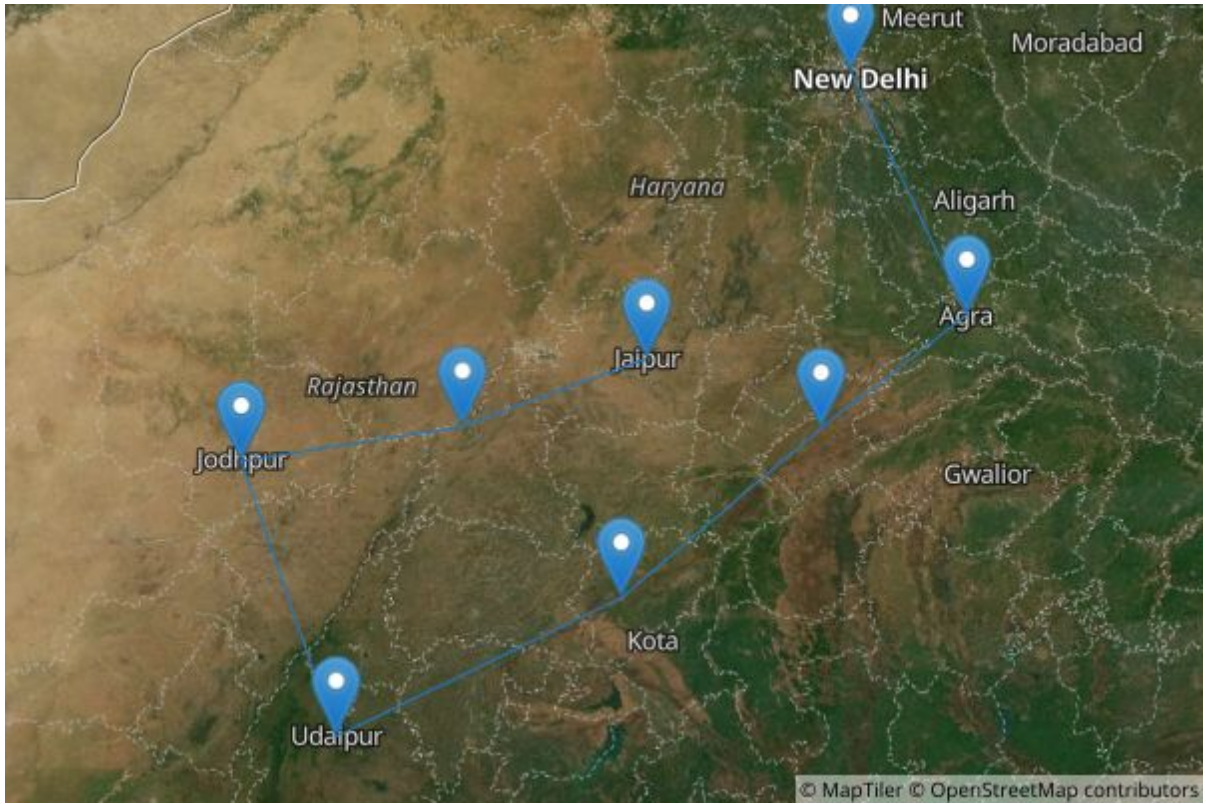 Meerut
Moradabad
New Delhi
Haryana
Aligarh
Agra
Jaipur
Rajasthan
Jodhpur
Gwalior
Kota
Udaipur
© MapTiler © OpenStreetMap contributors